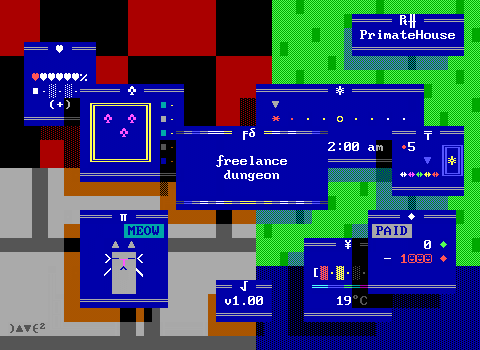 PrimateHouse
(+)
2:00 am
5
freelance
dungeon
MEOW
PAID
0
- 1000
v1.00
19°C